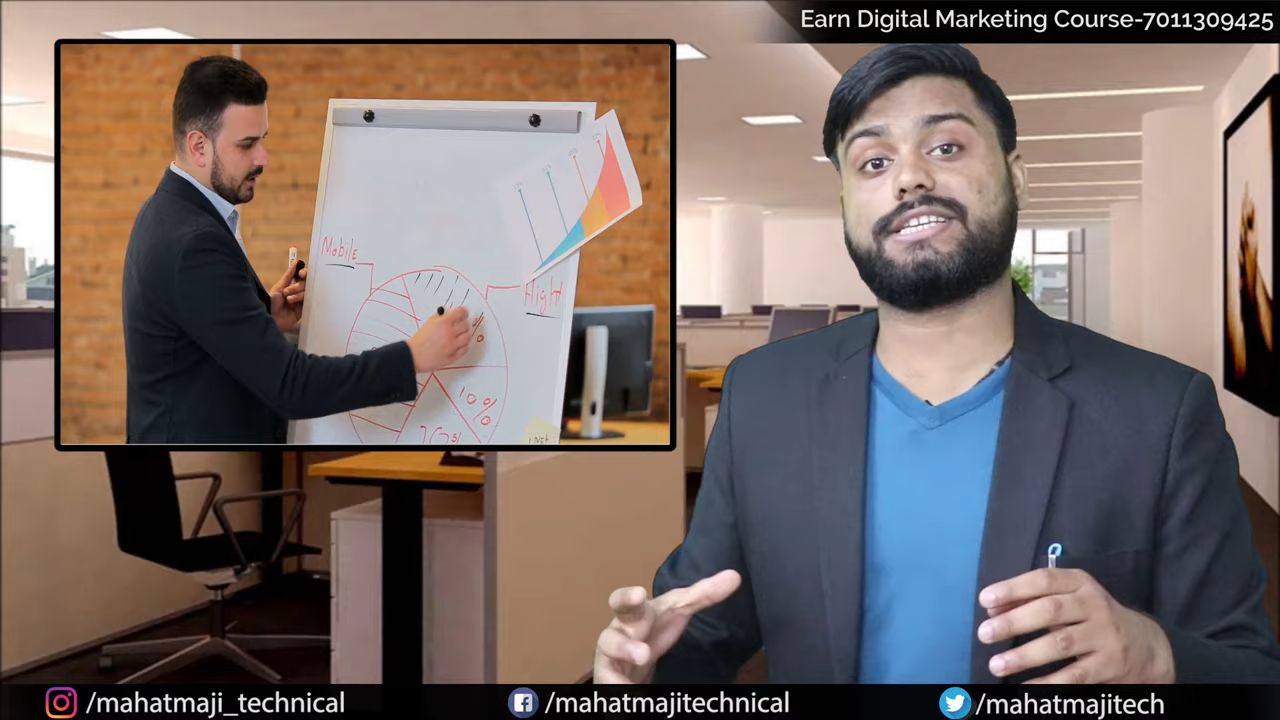 Earn Digital Marketing Course-7011309425
Mobile
Flight
%
10%
/mahatmaji_technical
/mahatmajitechnical
/mahatmajitech